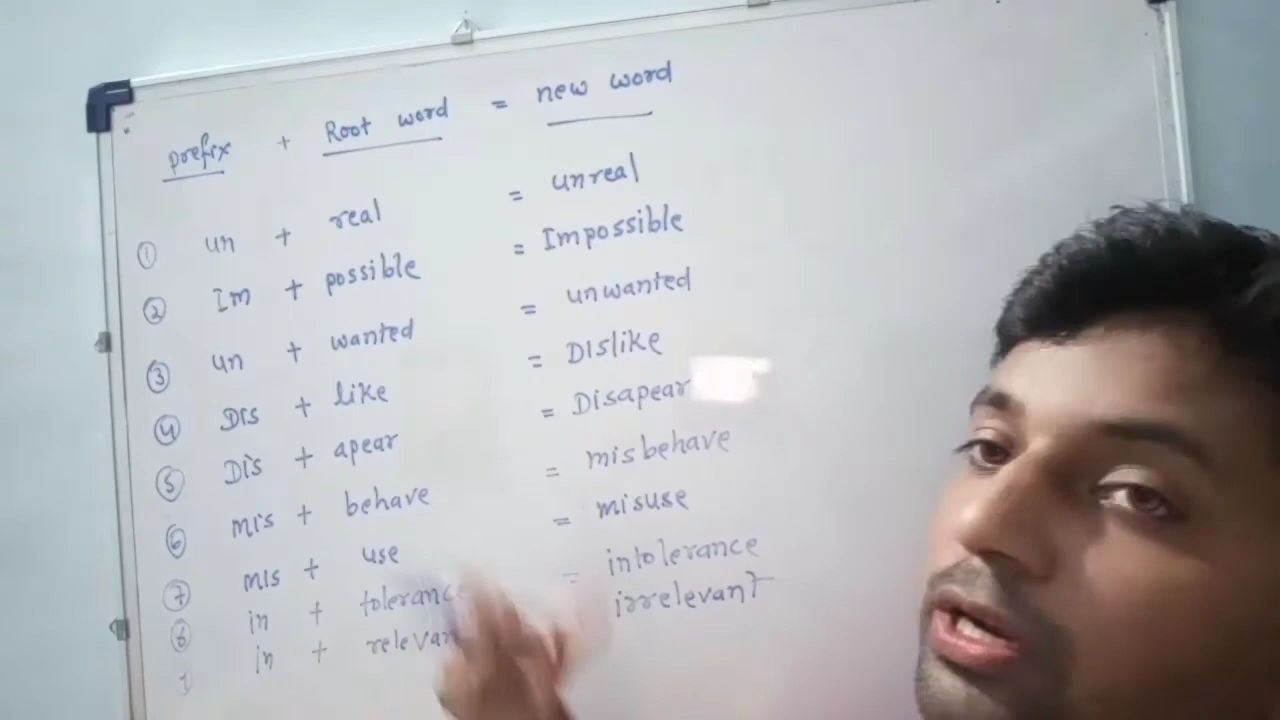 prefix + Root word = new word
① un + real = unreal
② Im + possible = Impossible
③ un + wanted = unwanted
④ Dis + like = Dislike
⑤ Dis + apear = Disapear
⑥ mis + behave = misbehave
⑦ mis + use = misuse
⑧ in + tolerance = intolerance
in + relevan irrelevant